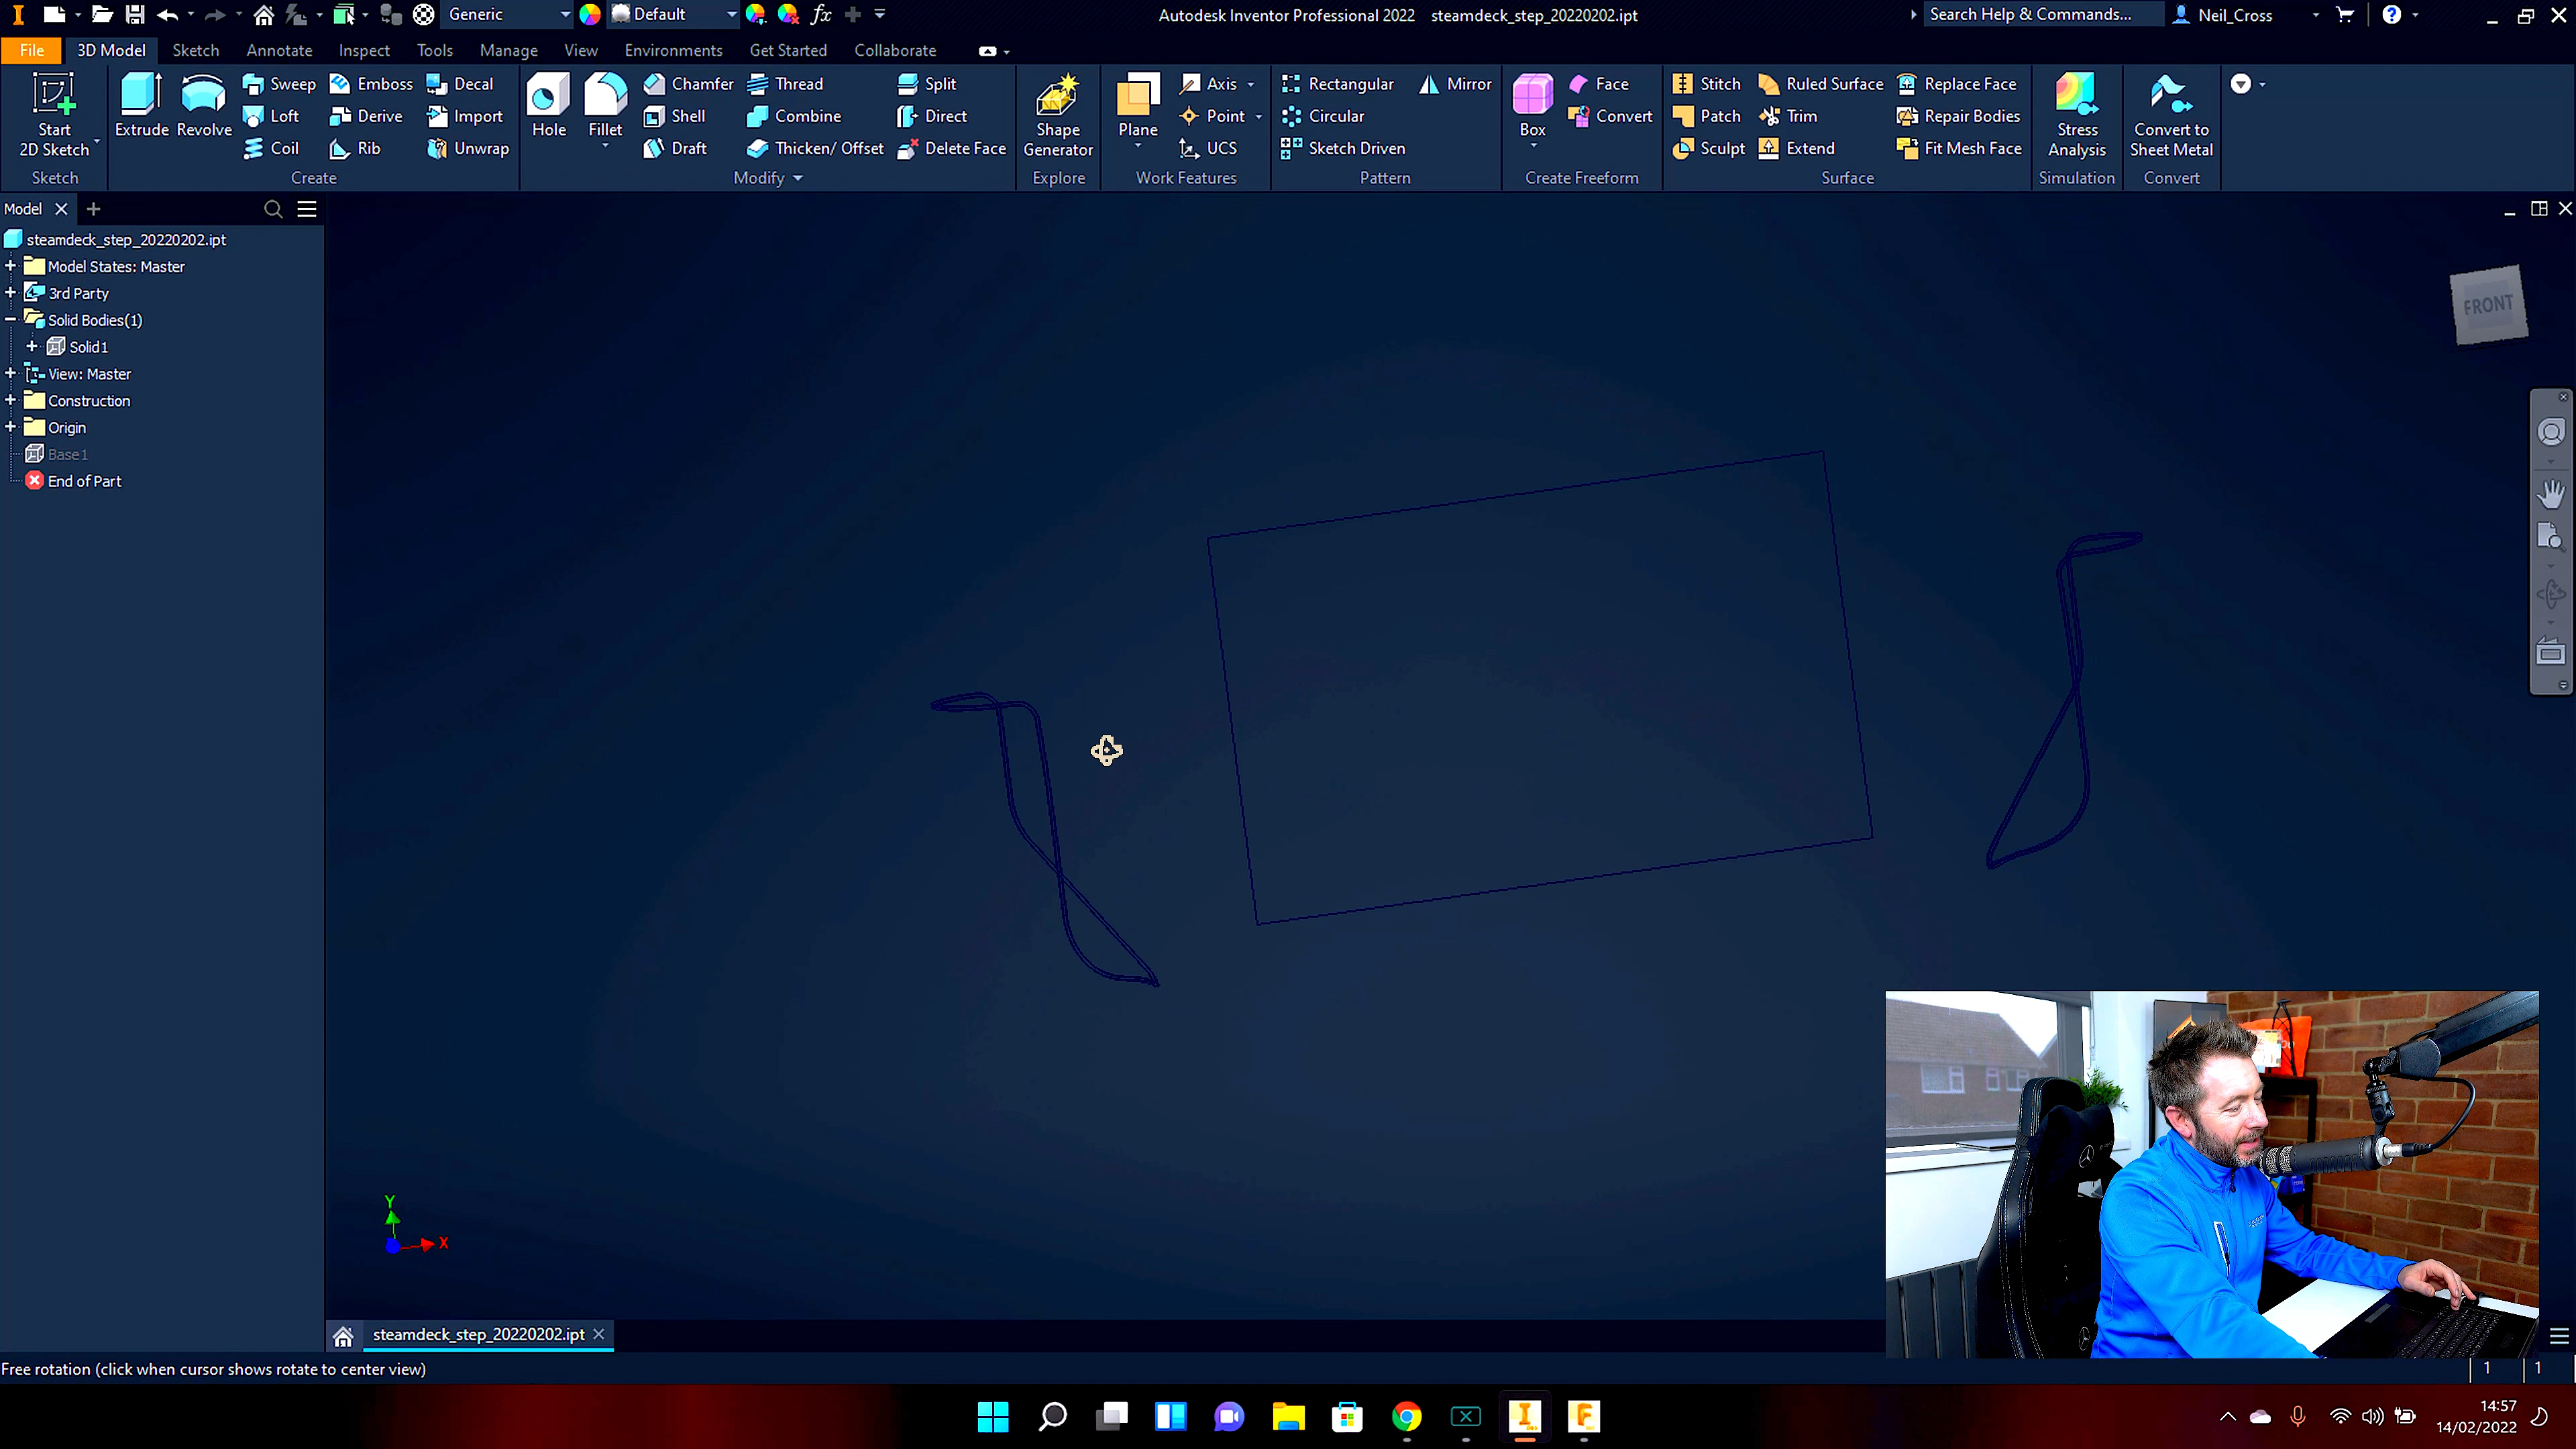 Generic
Default
fx
Autodesk Inventor Professional 2022 steamdeck_step_20220202.ipt
Search Help & Commands...
Neil_Cross
File
3D Model
Sketch
Annotate
Inspect
Tools
Manage
View
Environments
Get Started
Collaborate
Start
2D Sketch
Sketch
Extrude
Revolve
Sweep
Loft
Coil
Emboss
Derive
Rib
Decal
Import
Unwrap
Create
Hole
Fillet
Chamfer
Shell
Draft
Thread
Combine
Thicken/ Offset
Split
Direct
Delete Face
Modify
Shape
Generator
Explore
Plane
Axis
Point
UCS
Work Features
Rectangular
Circular
Sketch Driven
Mirror
Pattern
Box
Face
Convert
Create Freeform
Stitch
Patch
Sculpt
Ruled Surface
Trim
Extend
Replace Face
Repair Bodies
Fit Mesh Face
Surface
Stress
Analysis
Simulation
Convert to
Sheet Metal
Convert
Model
steamdeck_step_20220202.ipt
Model States: Master
3rd Party
Solid Bodies(1)
Solid1
View: Master
Construction
Origin
Base1
End of Part
FRONT
Y
X
steamdeck_step_20220202.ipt
Free rotation (click when cursor shows rotate to center view)
1
1
14:57
14/02/2022